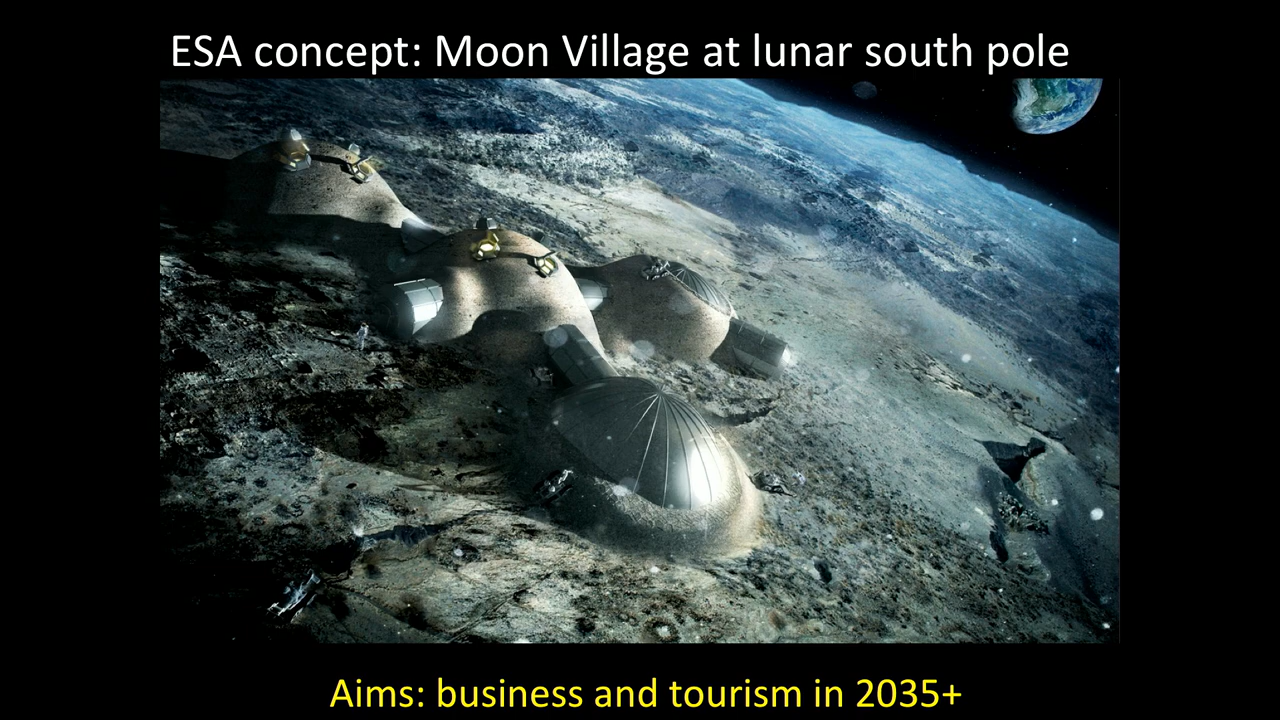 ESA concept: Moon Village at lunar south pole
Aims: business and tourism in 2035+